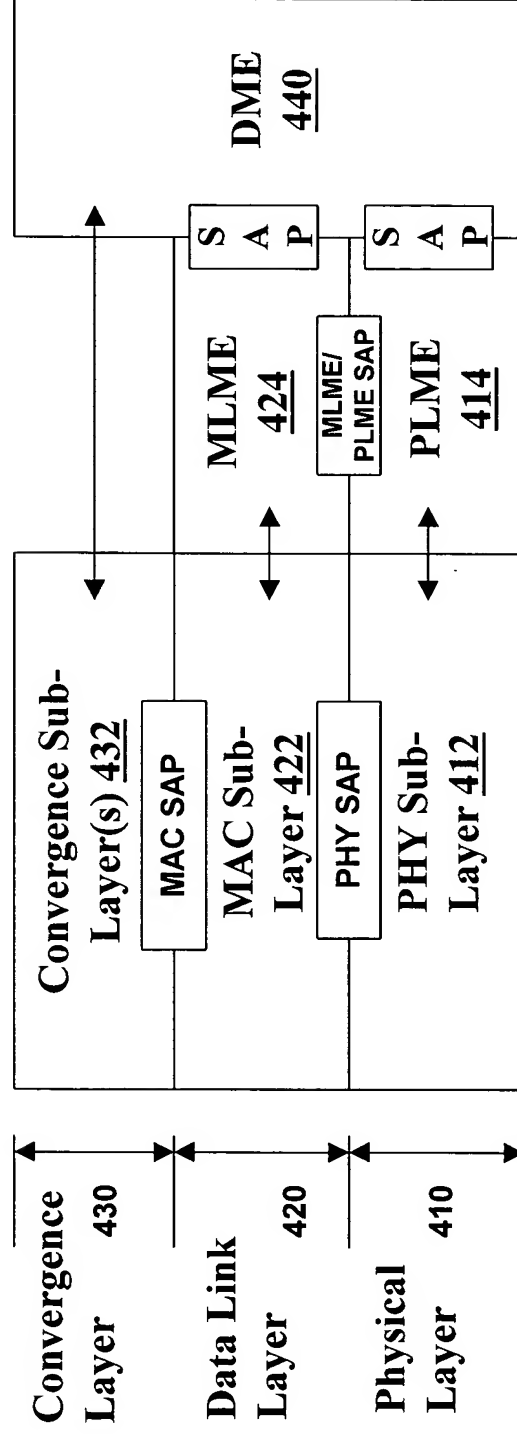 Convergence
Layer
430
Data Link
Layer
420
Physical
Layer
410
Convergence Sub-
Layer(s) 432
MAC SAP
MAC Sub-
Layer 422
PHY SAP
PHY Sub-
Layer 412
MLME
424
MLME/
PLME SAP
PLME
414
S
A
P
S
A
P
DME
440